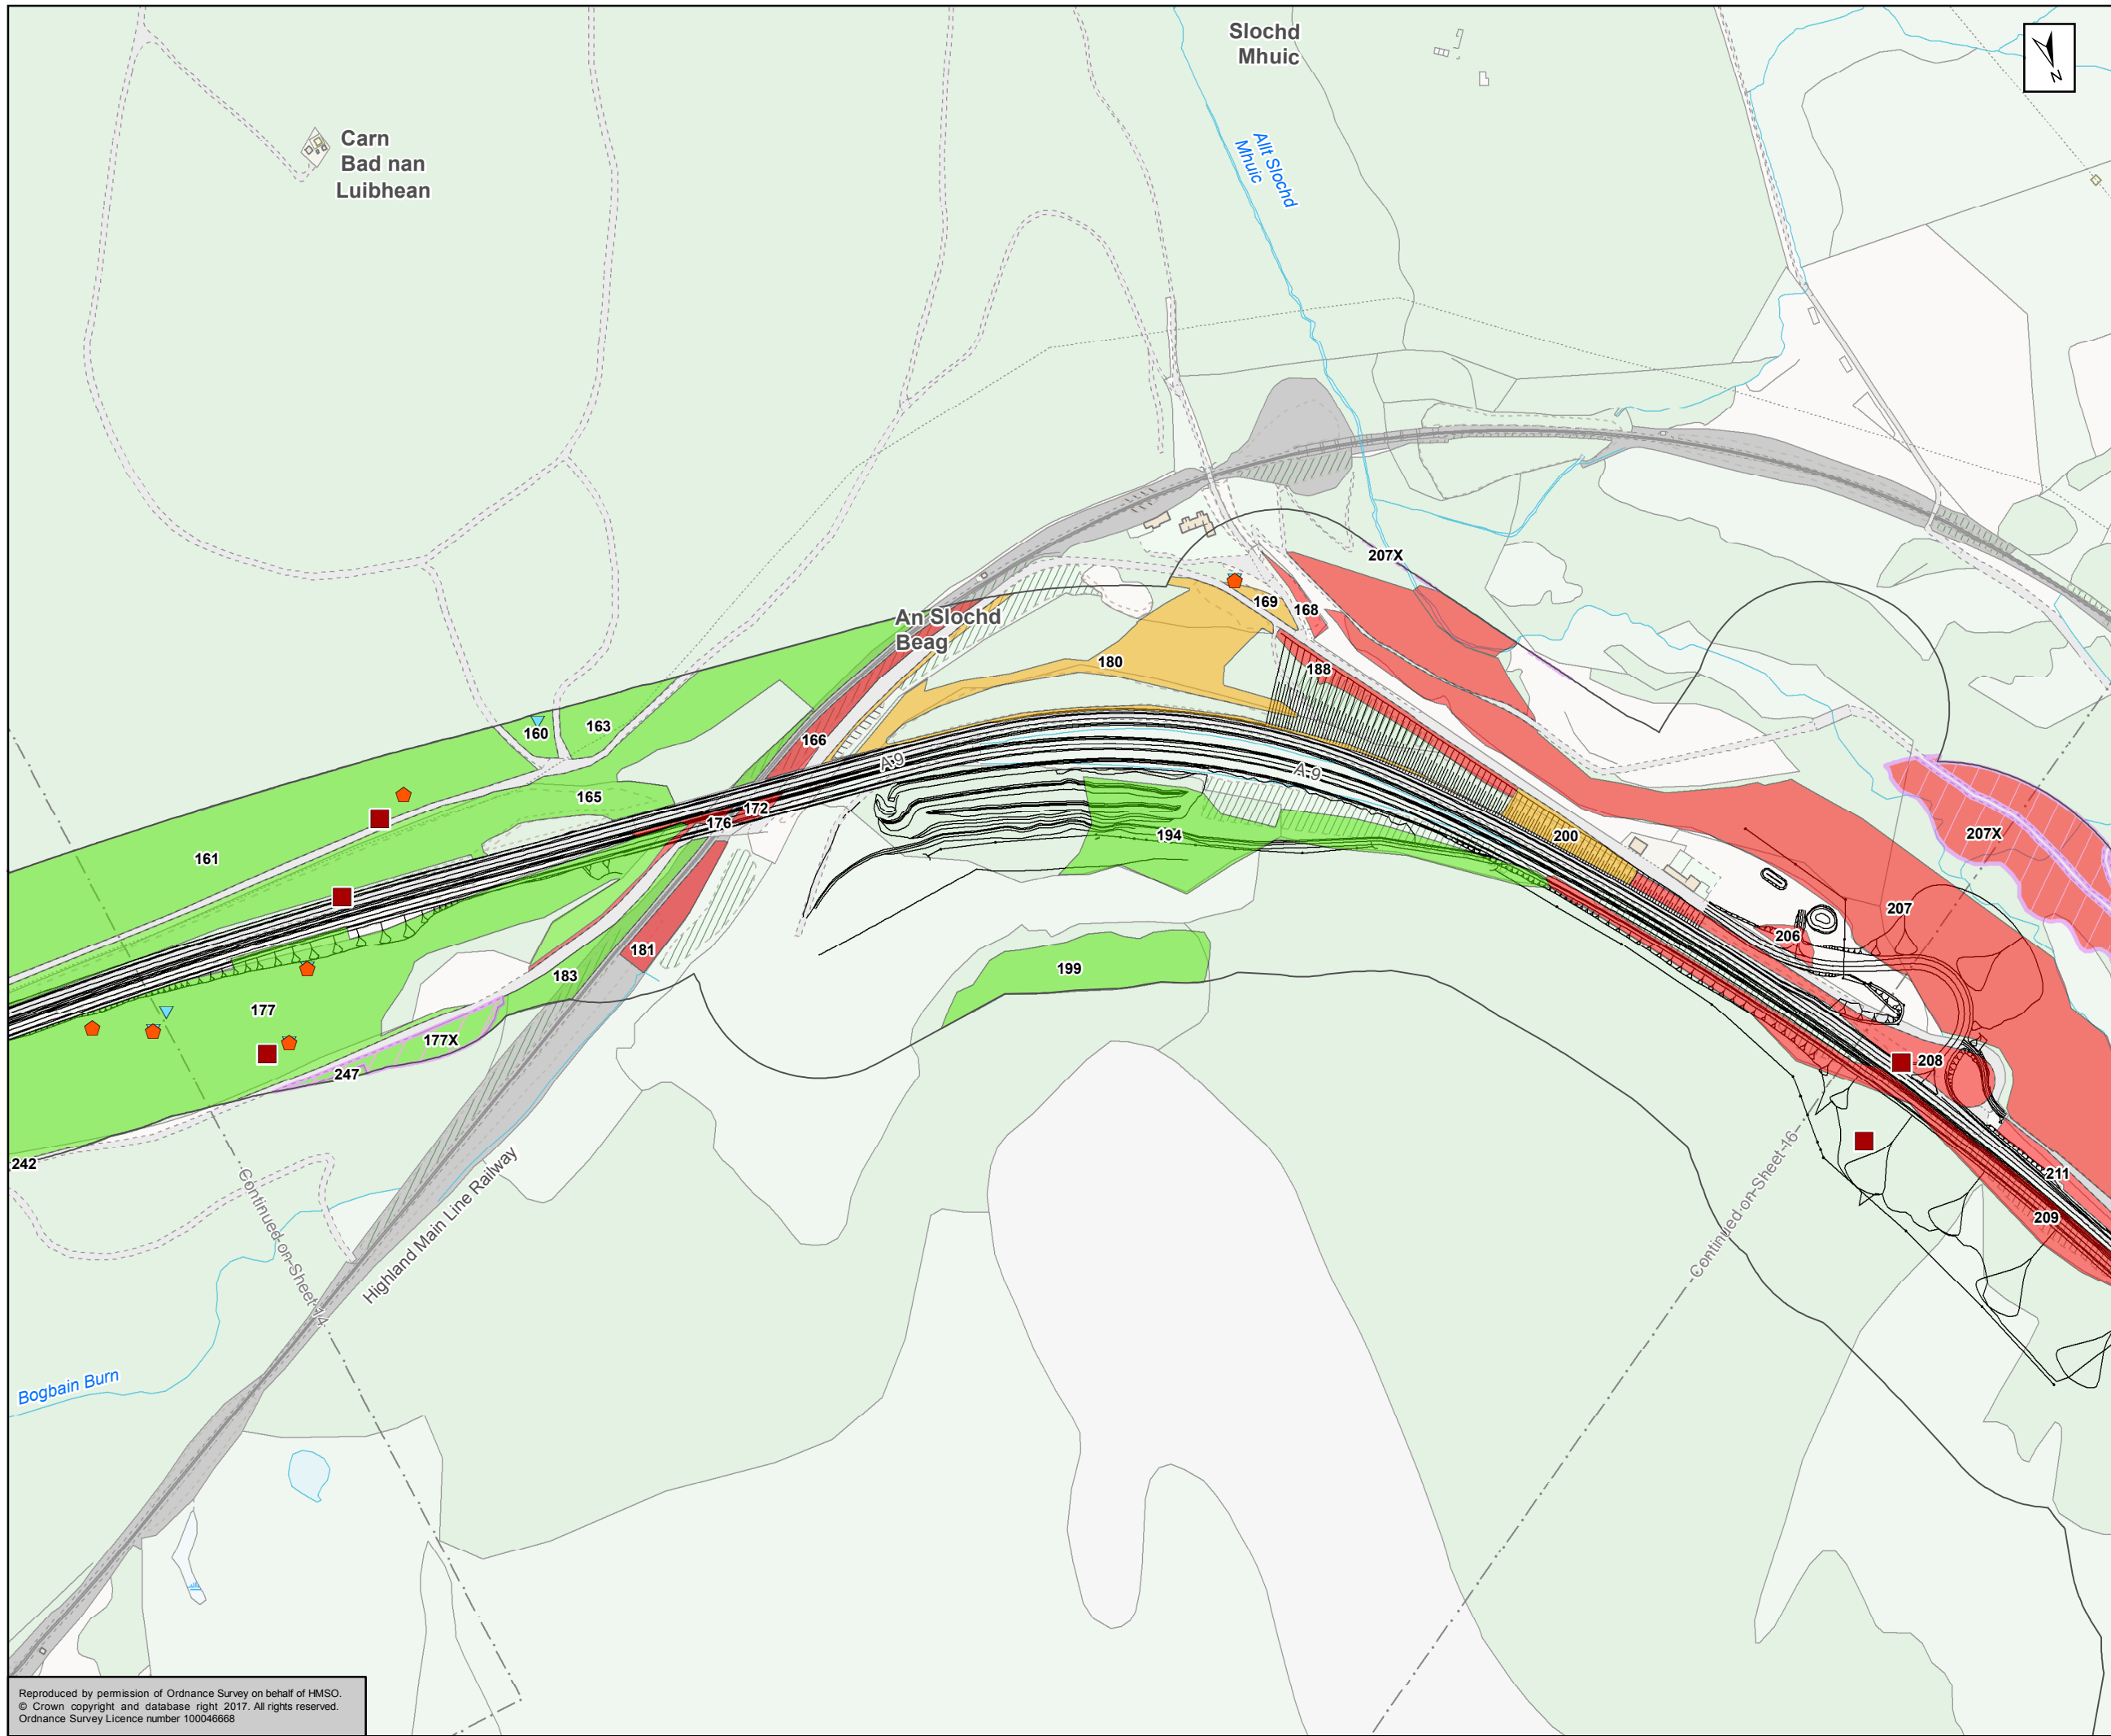 Slochd
Mhuic
N
Carn
Bad nan
Luibhean
Allt Slochd
Mhuic
207X
An Slochd
Beag
169
168
180
188
160
163
166
A 9
A 9
165
172
176
194
161
200
207X
207
206
181
183
199
177
177X
247
208
242
211
209
Continued on Sheet 14
Highland Main Line Railway
Continued on Sheet 16
Bogbain Burn
Reproduced by permission of Ordnance Survey on behalf of HMSO.
© Crown copyright and database right 2017. All rights reserved.
Ordnance Survey Licence number 100046668